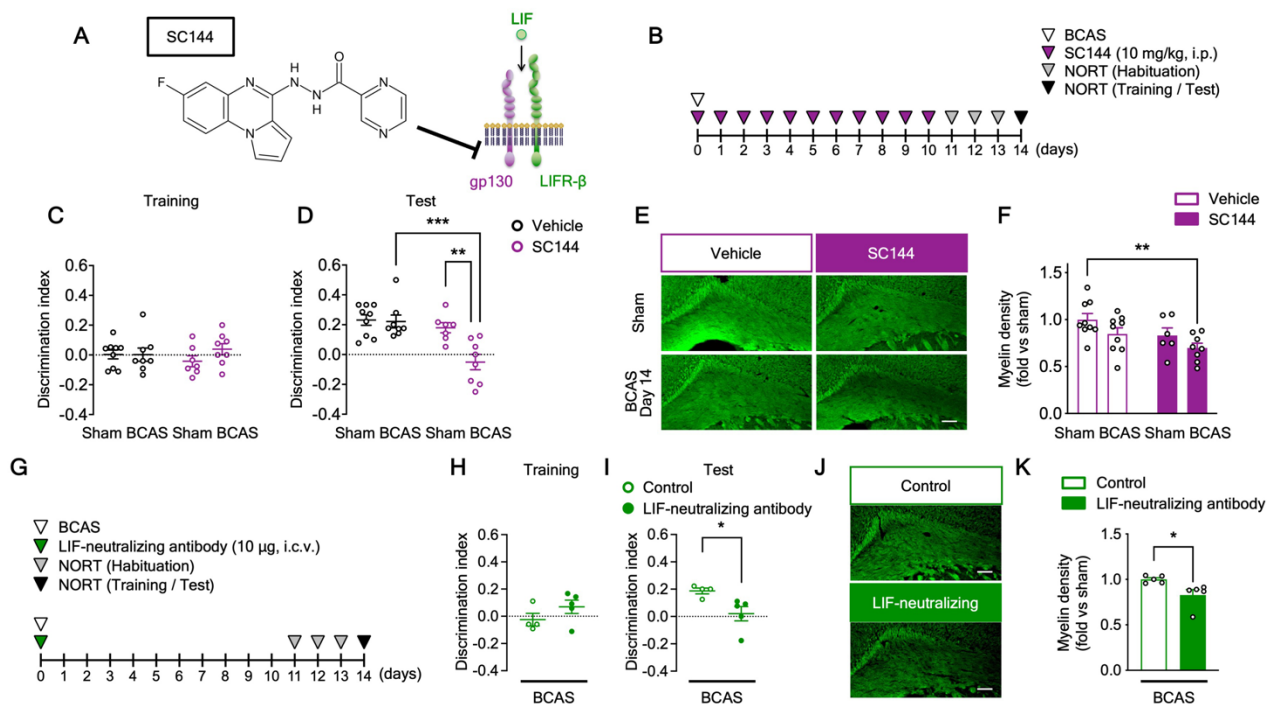 A
SC144
F
N
N
H
N
H
N
O
N
N
LIF
gp130
LIFR-β
B
BCAS
SC144 (10 mg/kg, i.p.)
NORT (Habituation)
NORT (Training / Test)
0 1 2 3 4 5 6 7 8 9 10 11 12 13 14 (days)
C
Training
Discrimination index
0.6
0.4
0.2
0.0
-0.2
-0.4
Sham BCAS Sham BCAS
D
Test
Vehicle
SC144
***
**
Discrimination index
0.6
0.4
0.2
0.0
-0.2
-0.4
Sham BCAS Sham BCAS
E
Vehicle
SC144
Sham
BCAS
Day 14
F
Vehicle
SC144
**
Myelin density
(fold vs sham)
1.5
1.0
0.5
0.0
Sham BCAS Sham BCAS
G
BCAS
LIF-neutralizing antibody (10 µg, i.c.v.)
NORT (Habituation)
NORT (Training / Test)
0 1 2 3 4 5 6 7 8 9 10 11 12 13 14 (days)
H
Training
Discrimination index
0.6
0.4
0.2
0.0
-0.2
-0.4
BCAS
I
Test
Control
LIF-neutralizing antibody
*
Discrimination index
0.6
0.4
0.2
0.0
-0.2
-0.4
BCAS
J
Control
LIF-neutralizing
K
Control
LIF-neutralizing antibody
*
Myelin density
(fold vs sham)
1.5
1.0
0.5
0.0
BCAS